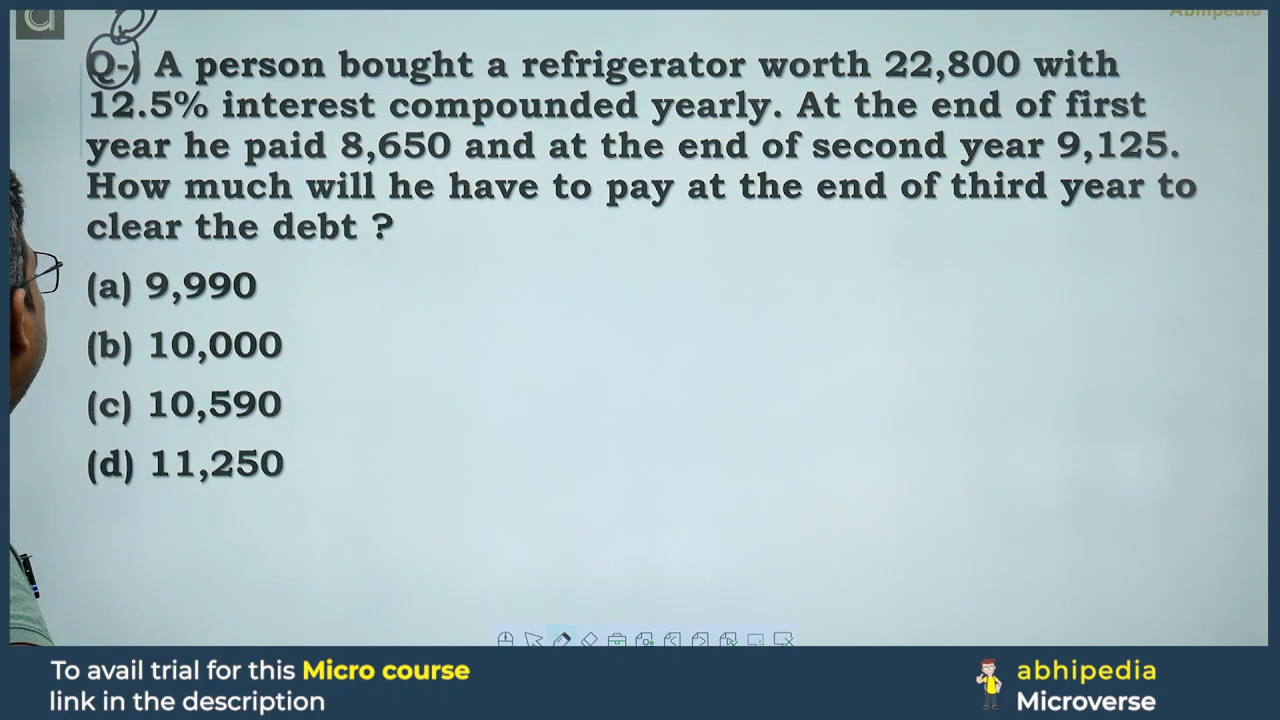 Abhipedia
Q-) A person bought a refrigerator worth 22,800 with
12.5% interest compounded yearly. At the end of first
year he paid 8,650 and at the end of second year 9,125.
How much will he have to pay at the end of third year to
clear the debt ?
(a) 9,990
(b) 10,000
(c) 10,590
(d) 11,250
To avail trial for this Micro course
link in the description
abhipedia
Microverse